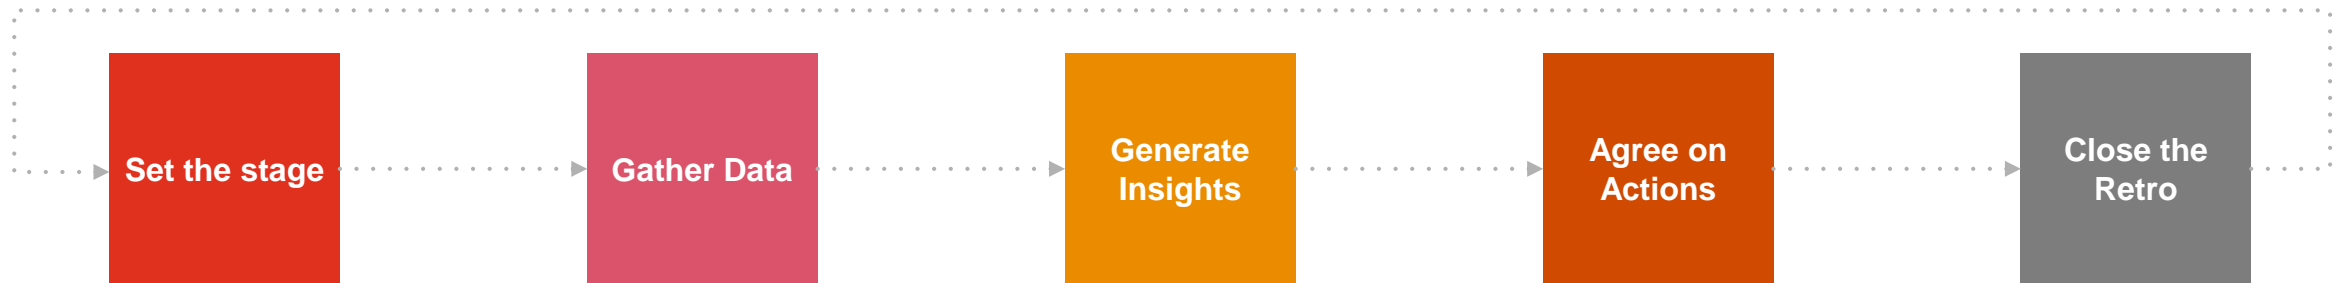 Set the stage
Gather Data
Generate
Insights
Agree on
Actions
Close the
Retro